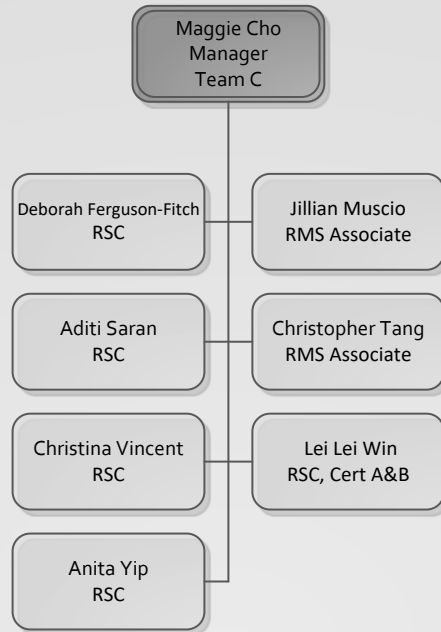 Maggie Cho
Manager
Team C
Deborah Ferguson-Fitch
RSC
Jillian Muscio
RMS Associate
Aditi Saran
RSC
Christopher Tang
RMS Associate
Christina Vincent
RSC
Lei Lei Win
RSC, Cert A&B
Anita Yip
RSC